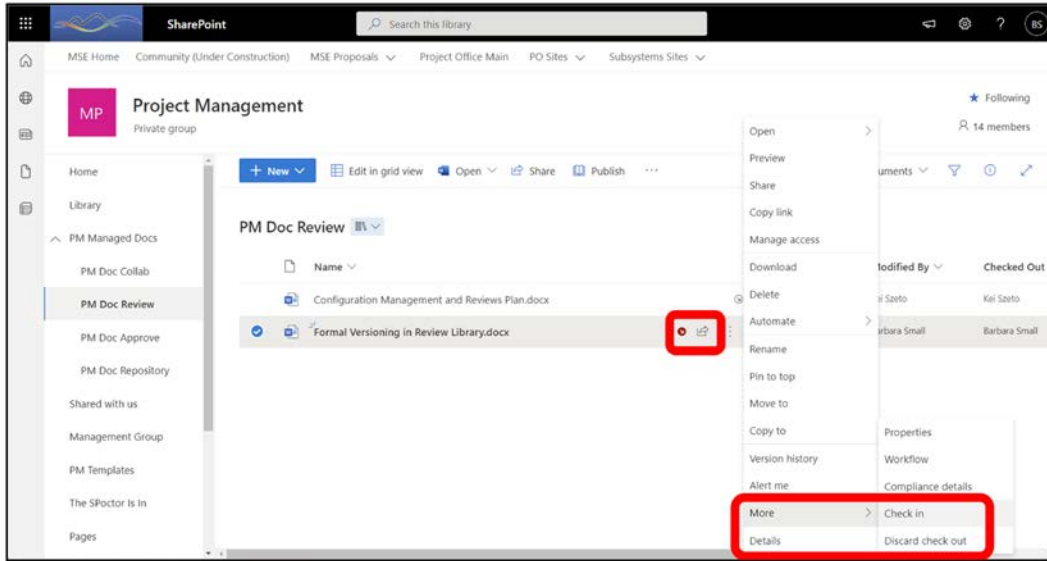 SharePoint
Search this library
?
BS
MSE Home Community (Under Construction) MSE Proposals Project Office Main PO Sites Subsystems Sites
MP
Project Management
Private group
Following
14 members
Home
Library
PM Managed Docs
PM Doc Collab
PM Doc Review
PM Doc Approve
PM Doc Repository
Shared with us
Management Group
PM Templates
The SPoctor Is In
Pages
+ New Edit in grid view Open Share Publish ... uments
PM Doc Review
Name Modified By Checked Out
Configuration Management and Reviews Plan.docx ei Szeto Kei Szeto
Formal Versioning in Review Library.docx arbara Small Barbara Small
Open
Preview
Share
Copy link
Manage access
Download
Delete
Automate
Rename
Pin to top
Move to
Copy to
Version history
Alert me
More
Details
Properties
Workflow
Compliance details
Check in
Discard check out